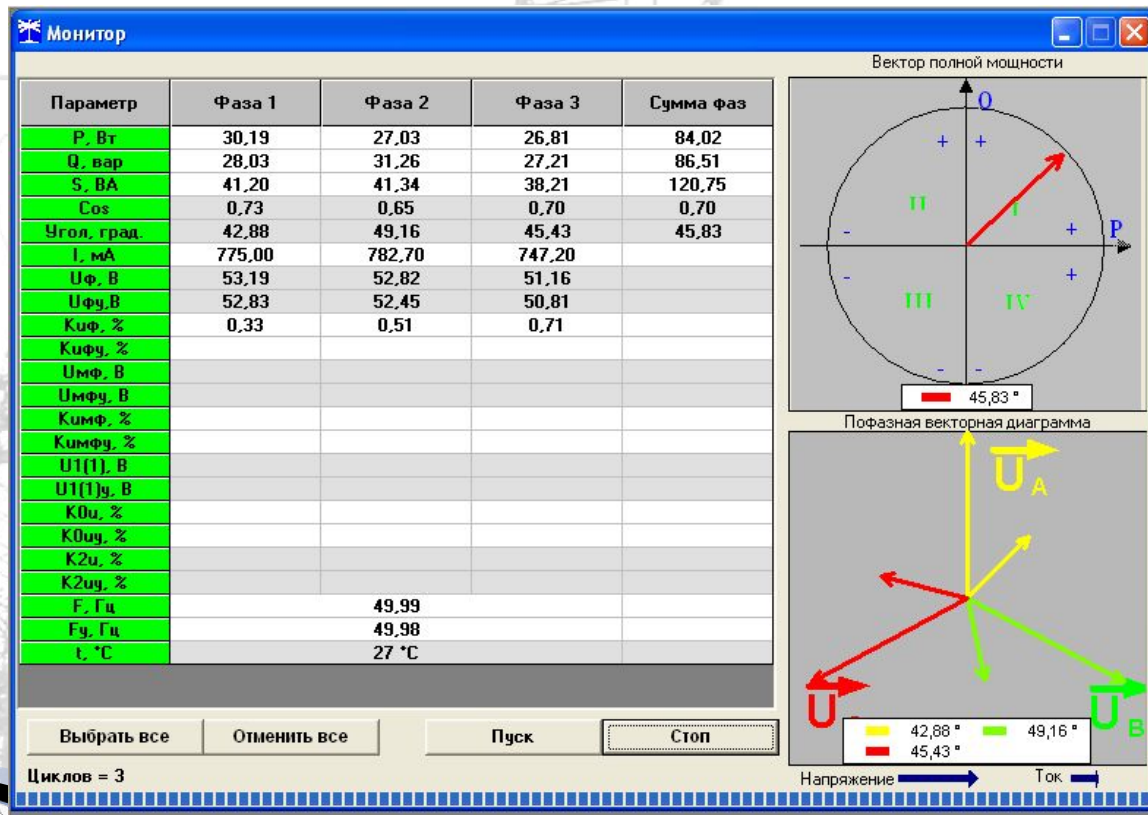 Монитор
Параметр Фаза 1 Фаза 2 Фаза 3 Сумма фаз
P, Вт 30,19 27,03 26,81 84,02
Q, вар 28,03 31,26 27,21 86,51
S, ВА 41,20 41,34 38,21 120,75
Cos 0,73 0,65 0,70 0,70
Угол, град. 42,88 49,16 45,43 45,83
I, мА 775,00 782,70 747,20
Uф, В 53,19 52,82 51,16
Uфу,В 52,83 52,45 50,81
Kuф, % 0,33 0,51 0,71
Kuфу, %
Uмф, В
Uмфу, В
Kuмф, %
Kuмфу, %
U1(1), В
U1(1)у, В
K0u, %
K0uу, %
K2u, %
K2uу, %
F, Гц 49,99
Fу, Гц 49,98
t, °C 27 °C
Выбрать все Отменить все Пуск Стоп
Циклов = 3
Вектор полной мощности
Q
+ +
II I
- + P
- +
III IV
- -
45,83 °
Пофазная векторная диаграмма
U A
U U B
42,88 ° 49,16 °
45,43 °
Напряжение Ток